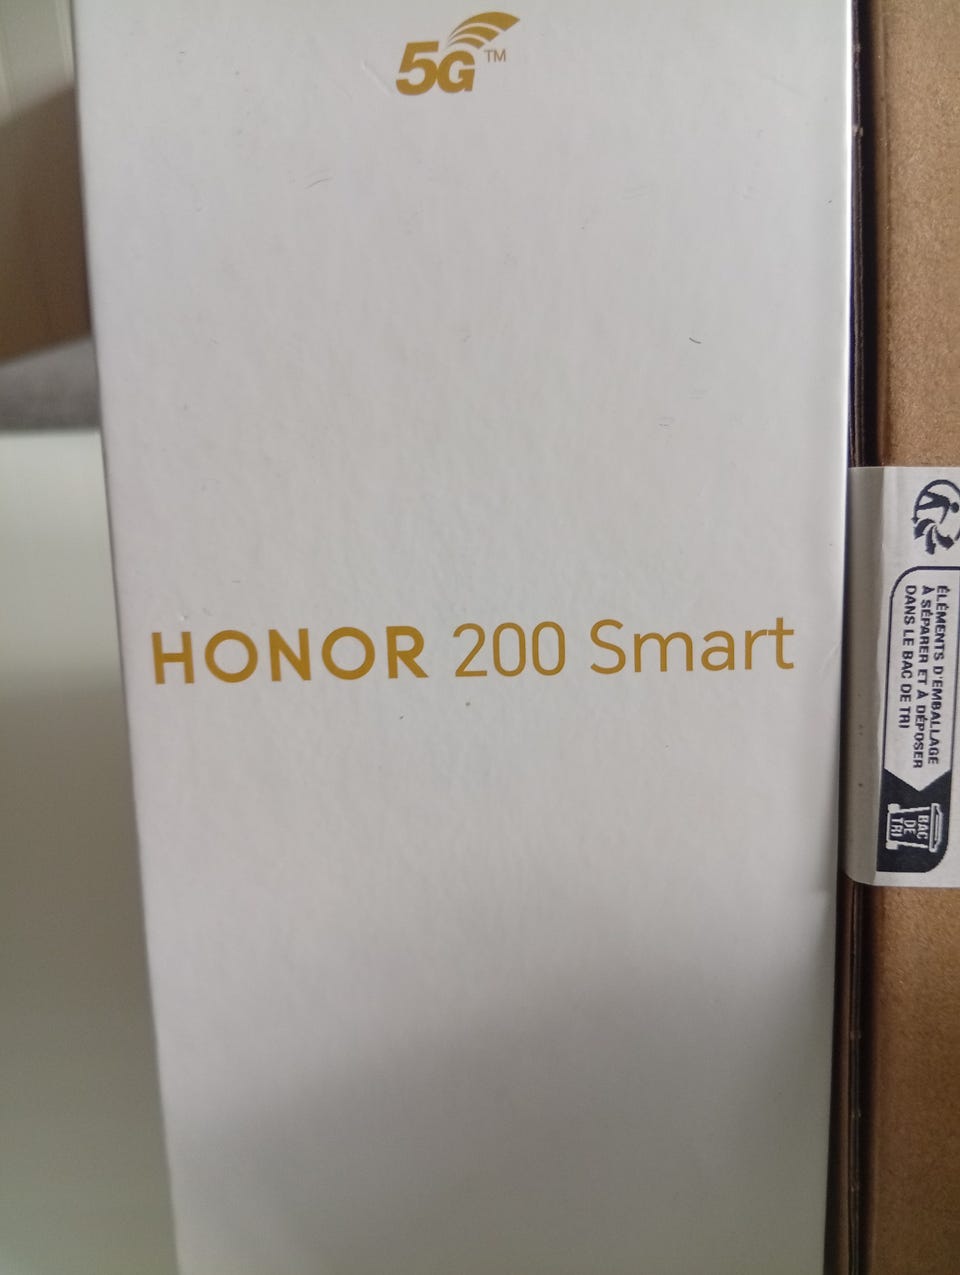 5G™
HONOR 200 Smart
ÉLÉMENTS D'EMBALLAGE
À SÉPARER ET À DÉPOSER
DANS LE BAC DE TRI
BAC
DE
TRI